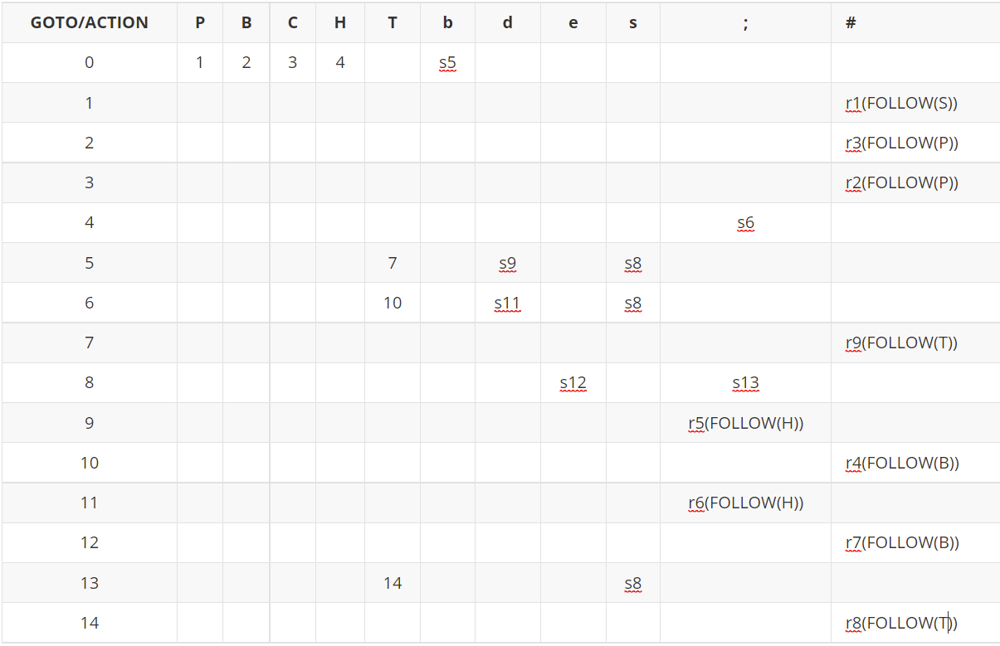 GOTO/ACTION P B C H T b d e s ; #
0 1 2 3 4 s5
1 r1(FOLLOW(S))
2 r3(FOLLOW(P))
3 r2(FOLLOW(P))
4 s6
5 7 s9 s8
6 10 s11 s8
7 r9(FOLLOW(T))
8 s12 s13
9 r5(FOLLOW(H))
10 r4(FOLLOW(B))
11 r6(FOLLOW(H))
12 r7(FOLLOW(B))
13 14 s8
14 r8(FOLLOW(T))